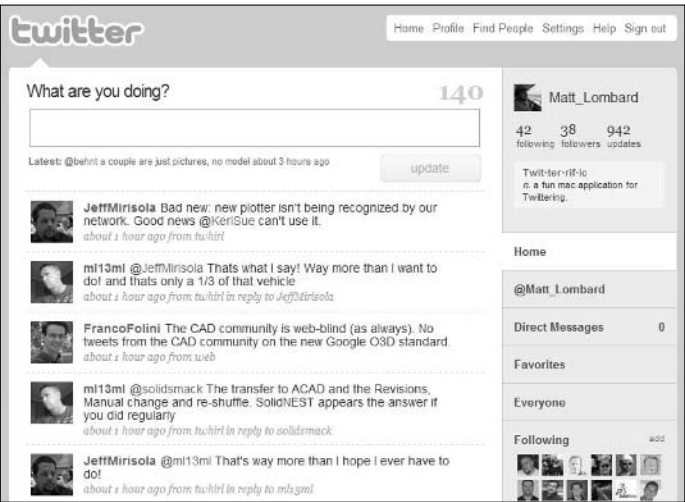 twitter
Home Profile Find People Settings Help Sign out
What are you doing?
140
Latest: @behnt a couple are just pictures, no model about 3 hours ago
update
JeffMirisola Bad new: new plotter isn't being recognized by our
network. Good news @KeriSue can't use it.
about 1 hour ago from twhirl
ml13ml @JeffMirisola Thats what I say! Way more than I want to
do! and thats only a 1/3 of that vehicle
about 1 hour ago from twhirl in reply to JeffMirisola
FrancoFolini The CAD community is web-blind (as always). No
tweets from the CAD community on the new Google O3D standard.
about 1 hour ago from web
ml13ml @solidsmack The transfer to ACAD and the Revisions,
Manual change and re-shuffle. SolidNEST appears the answer if
you did regularly
about 1 hour ago from twhirl in reply to solidsmack
JeffMirisola @ml13ml That's way more than I hope I ever have to
do!
about 1 hour ago from twhirl in reply to ml13ml
Matt_Lombard
42 38 942
following followers updates
Twit-ter-rif-ic
n. a fun mac application for
Twittering.
Home
@Matt_Lombard
Direct Messages 0
Favorites
Everyone
Following add